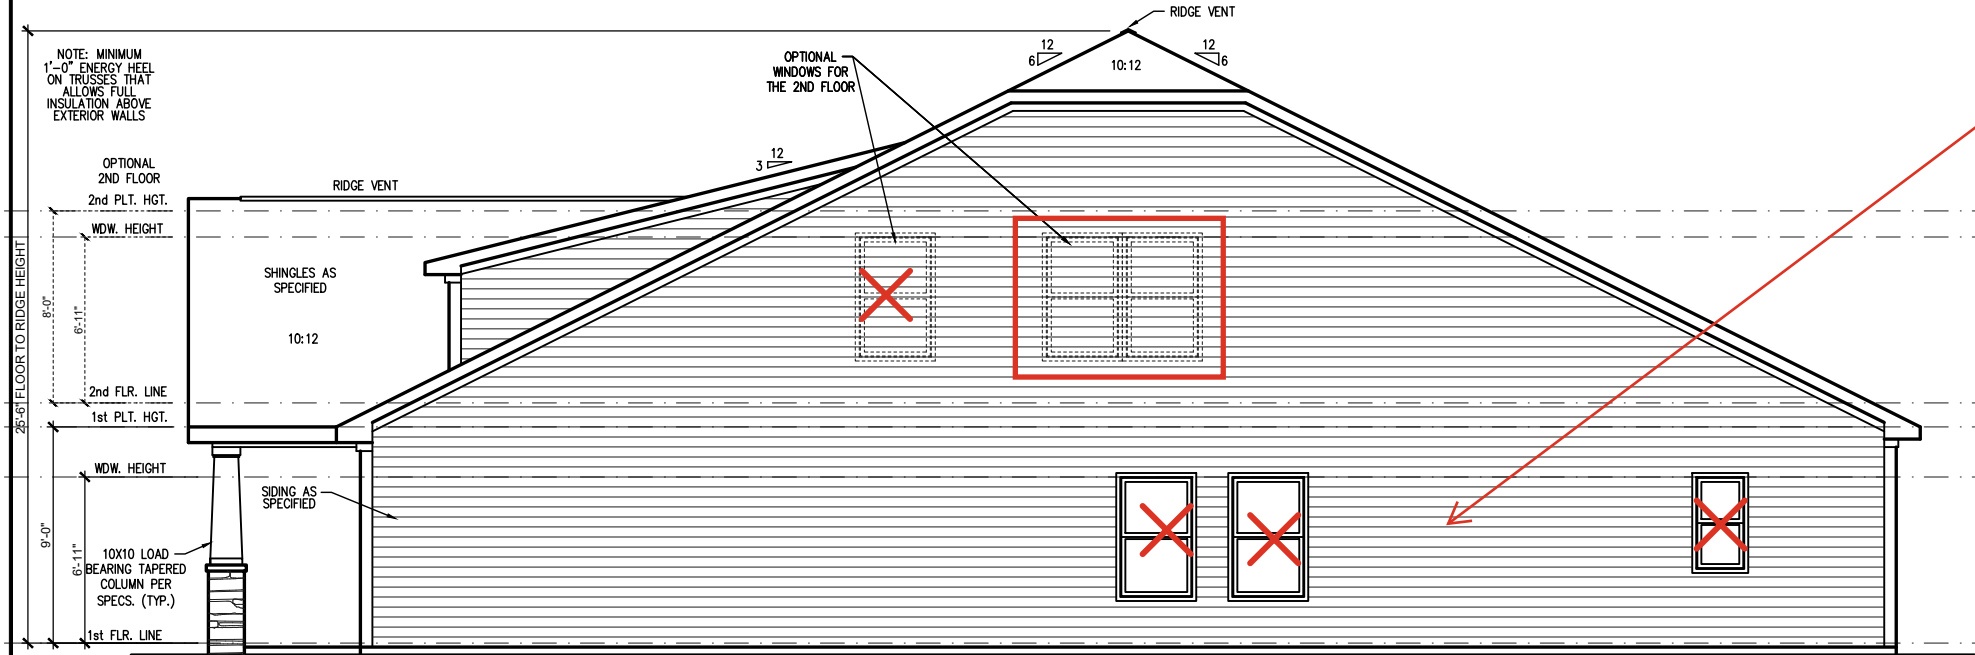 RIDGE VENT
12
6
12
6
10:12
OPTIONAL
WINDOWS FOR
THE 2ND FLOOR
NOTE: MINIMUM
1'-0" ENERGY HEEL
ON TRUSSES THAT
ALLOWS FULL
INSULATION ABOVE
EXTERIOR WALLS
12
3
OPTIONAL
2ND FLOOR
2nd PLT. HGT.
RIDGE VENT
WDW. HEIGHT
SHINGLES AS
SPECIFIED
10:12
25'-6" FLOOR TO RIDGE HEIGHT
8'-0"
6'-11"
2nd FLR. LINE
1st PLT. HGT.
WDW. HEIGHT
SIDING AS
SPECIFIED
9'-0"
6'-11"
10X10 LOAD
BEARING TAPERED
COLUMN PER
SPECS. (TYP.)
1st FLR. LINE